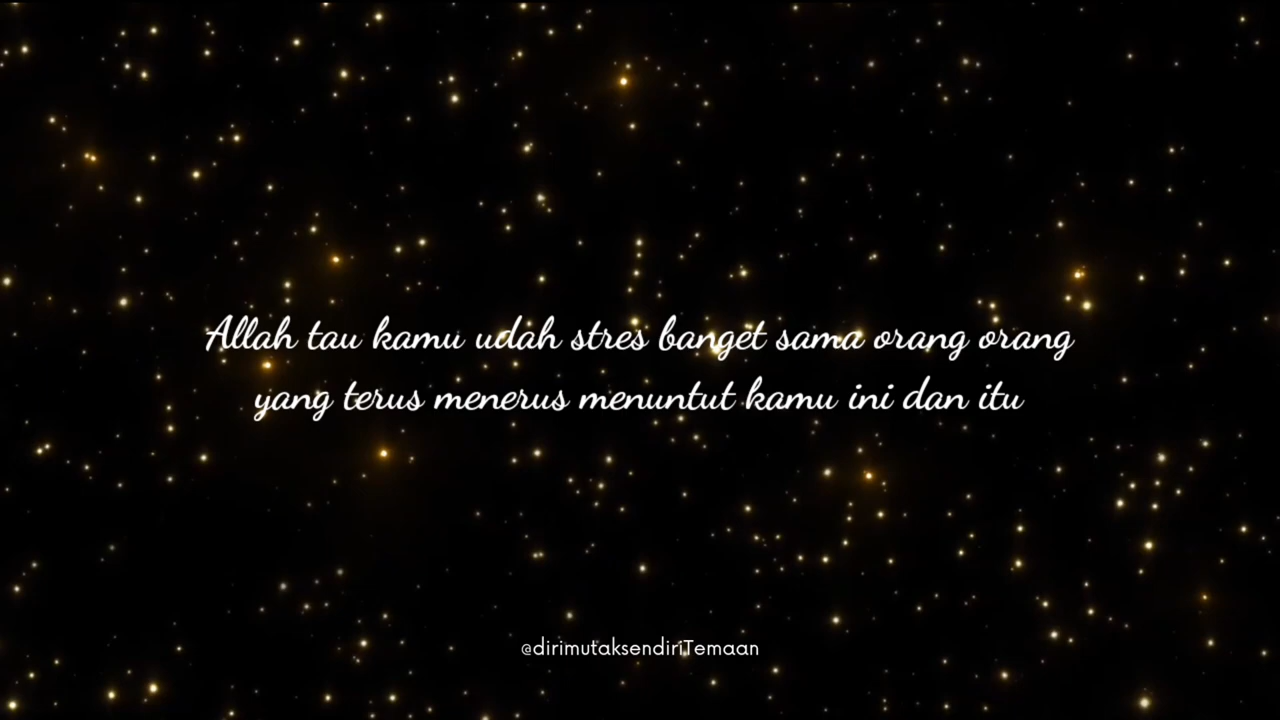 Allah tau kamu udah stres banget sama orang orang
yang terus menerus menuntut kamu ini dan itu
@dirimutaksendiriTemaan